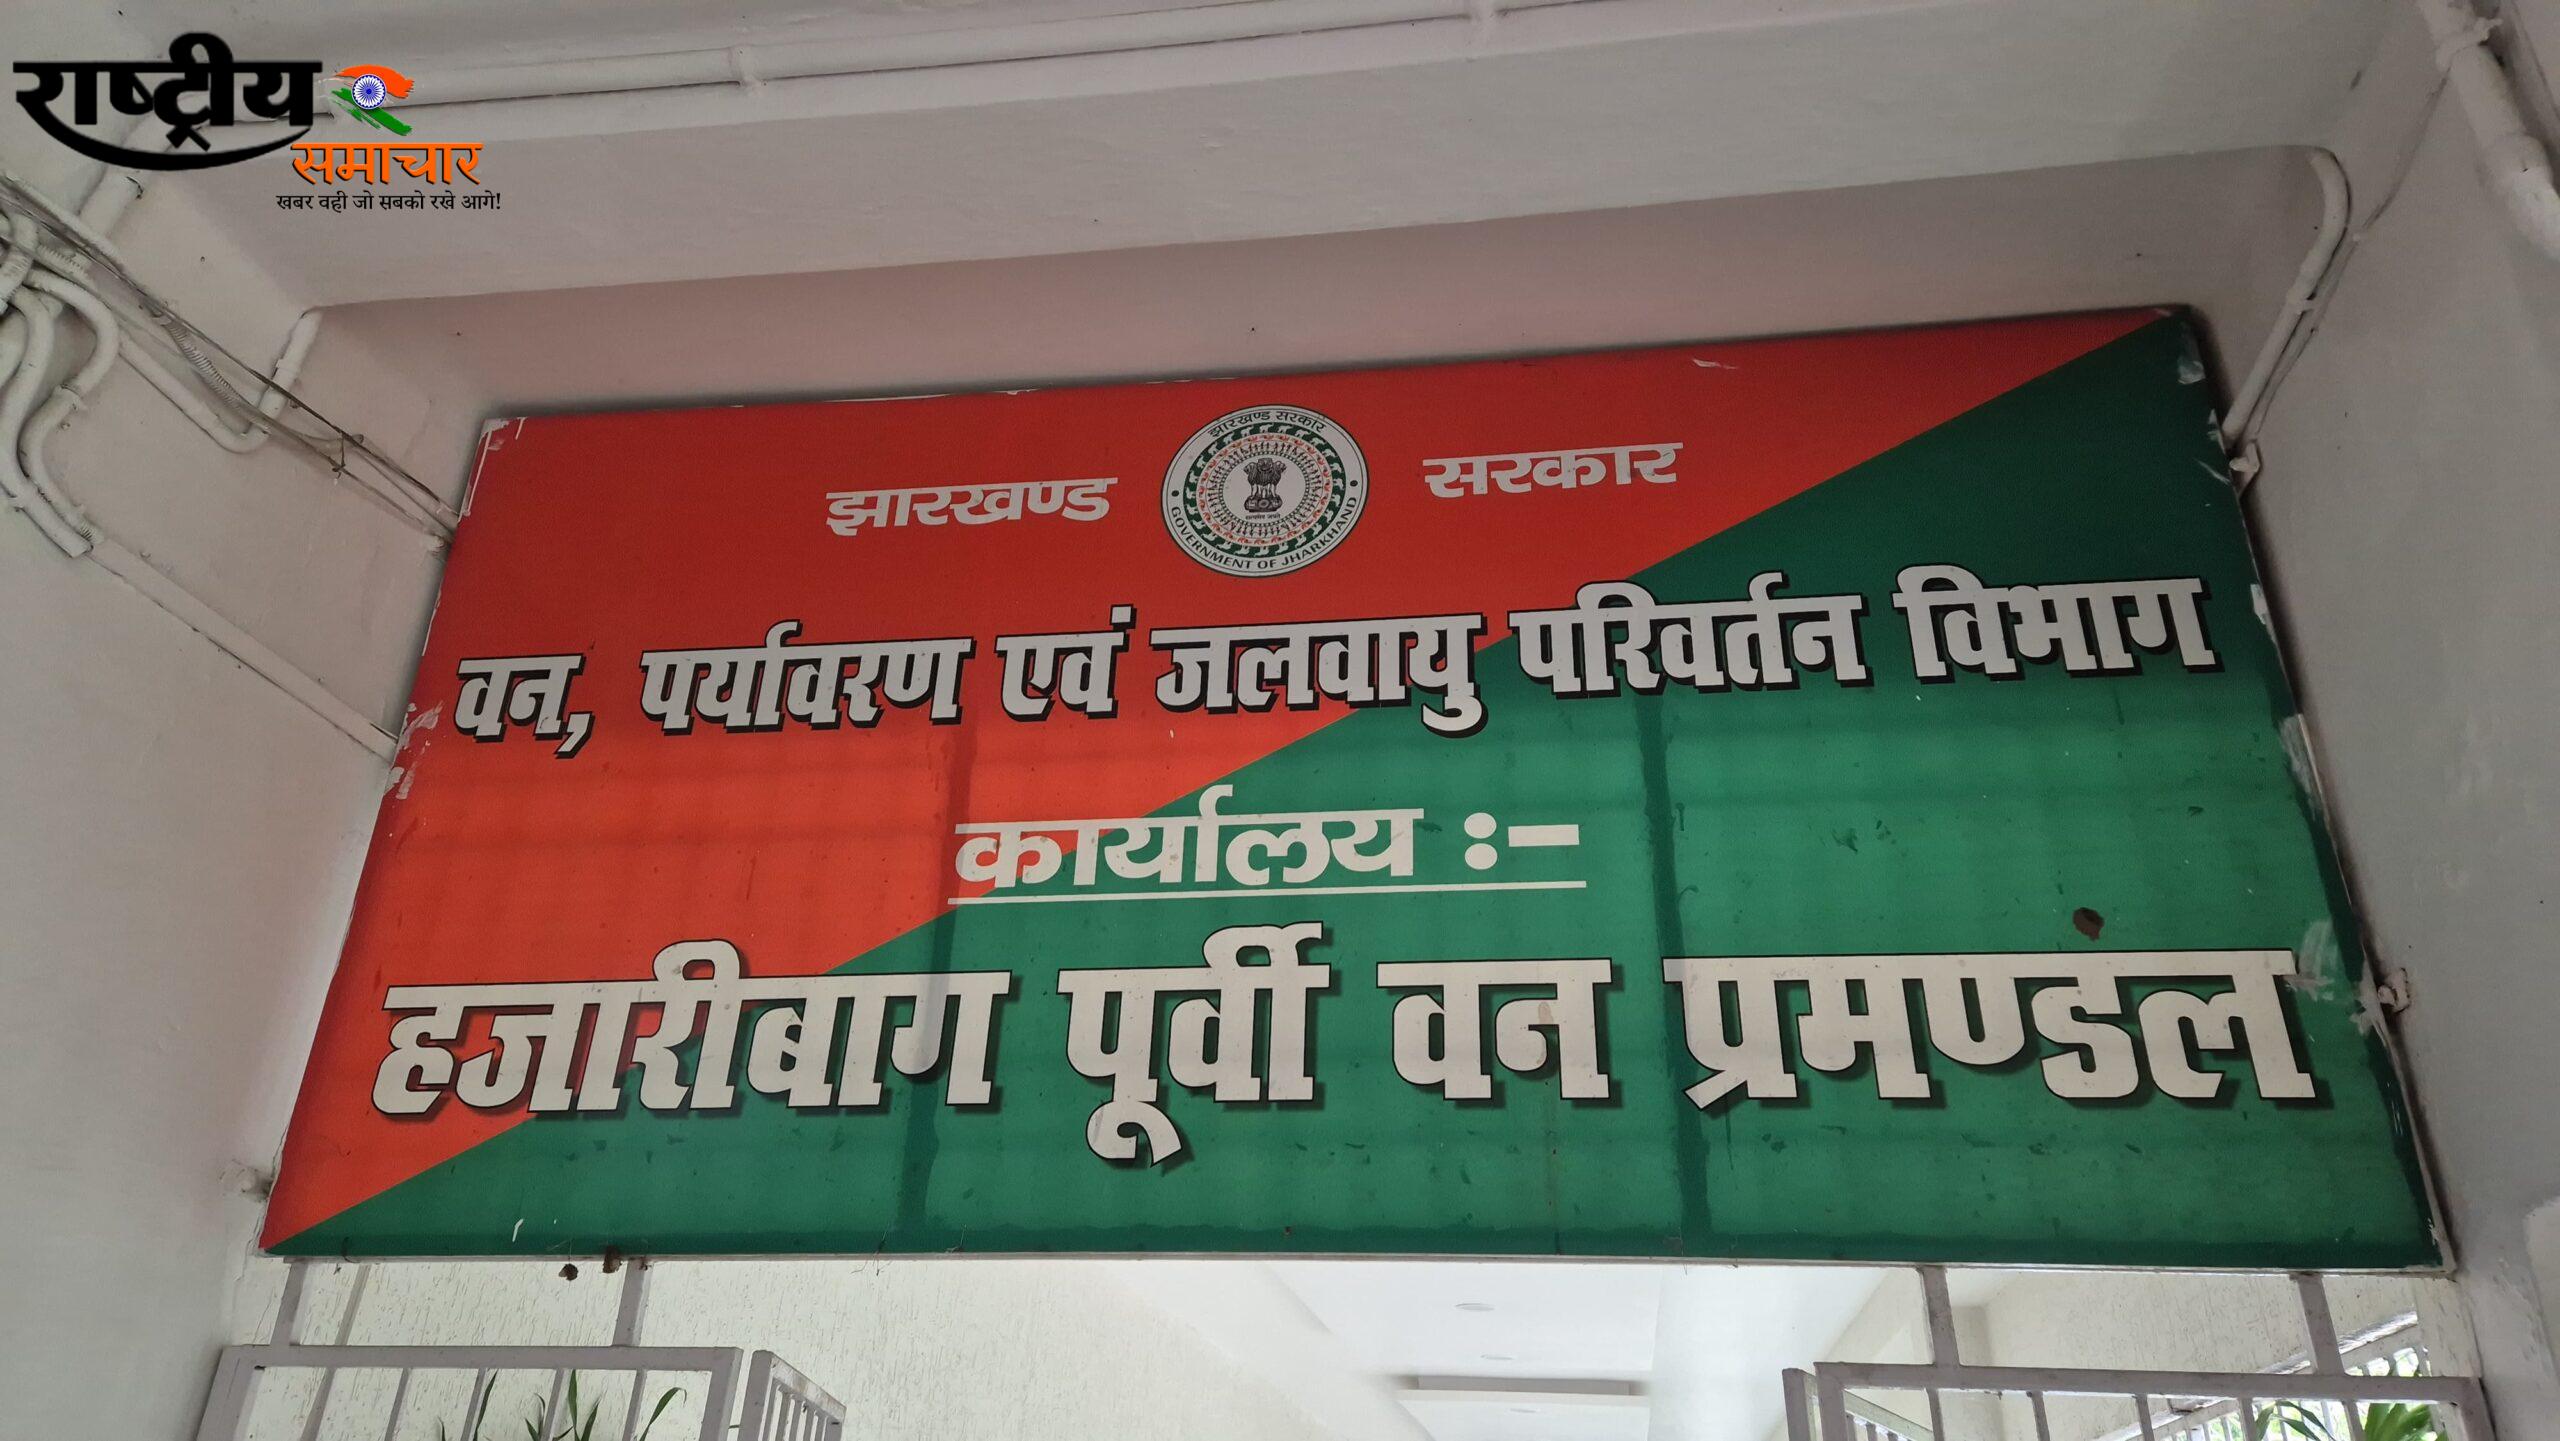 राष्ट्रीय
समाचार
खबर वही जो सबको रखे आगे!
झारखण्ड सरकार
झारखण्ड सरकार
GOVERNMENT OF JHARKHAND
वन, पर्यावरण एवं जलवायु परिवर्तन विभाग
कार्यालय :-
हजारीबाग पूर्वी वन प्रमण्डल